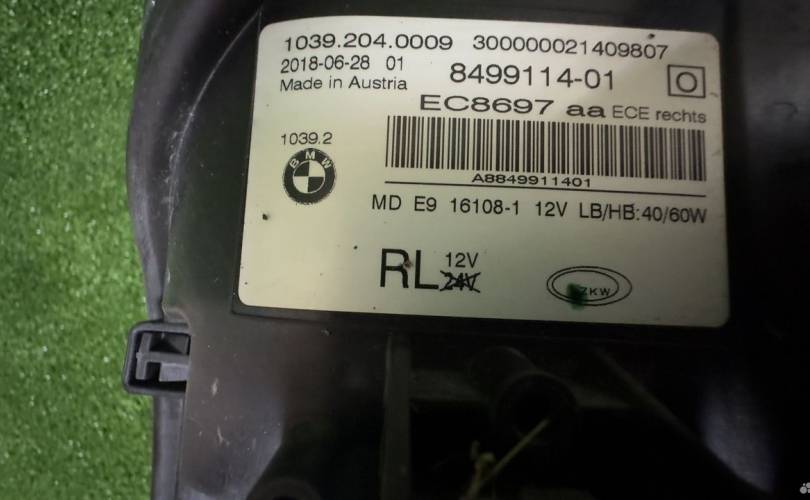 1039.204.0009 300000021409807
2018-06-28 01
Made in Austria
8499114-01 O
EC8697 aa ECE rechts
1039.2
BMW
A8849911401
MD E9 16108-1 12V LB/HB:40/60W
RL 12V
24V
ZKW